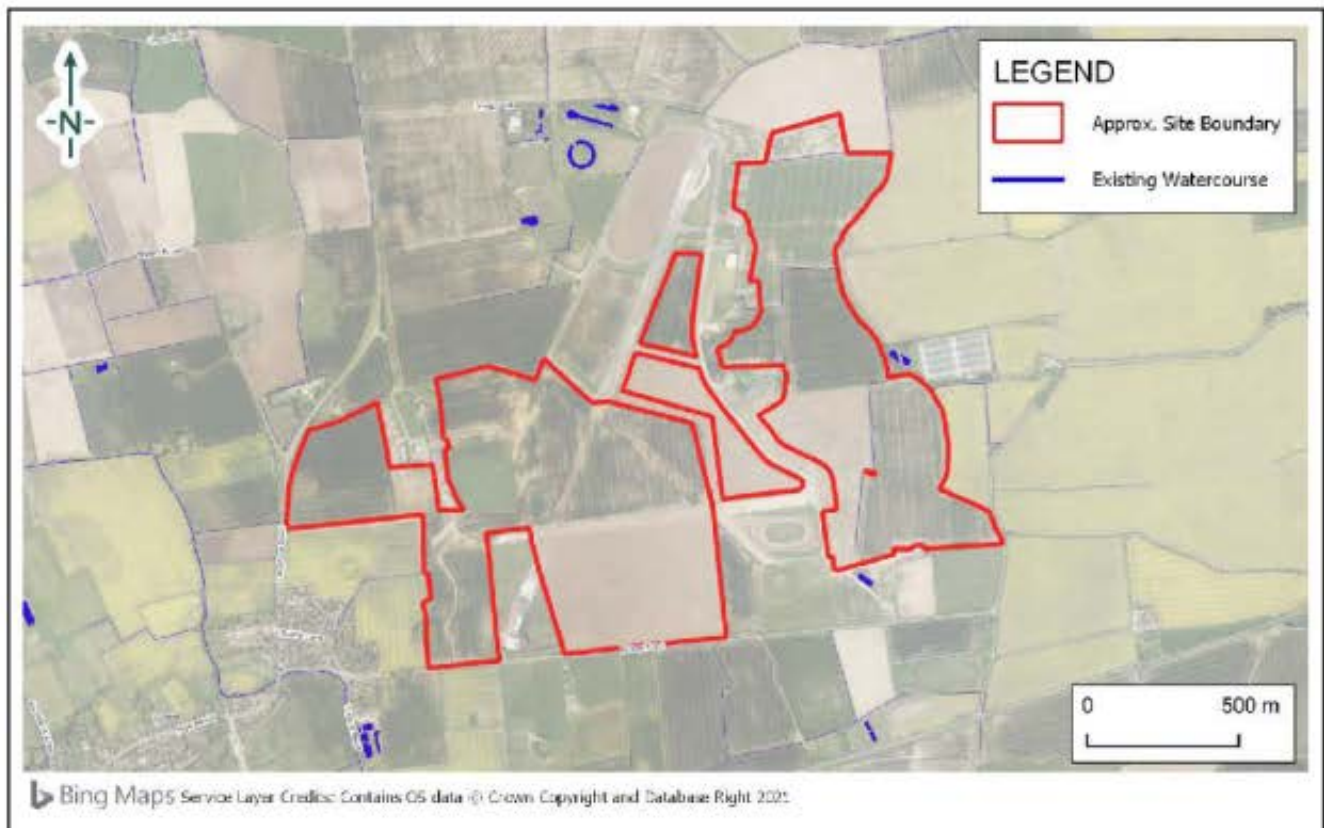 -N-
LEGEND
Approx. Site Boundary
Existing Watercourse
0 500 m
Bing Maps Service Layer Credits: Contains OS data © Crown Copyright and Database Right 2021